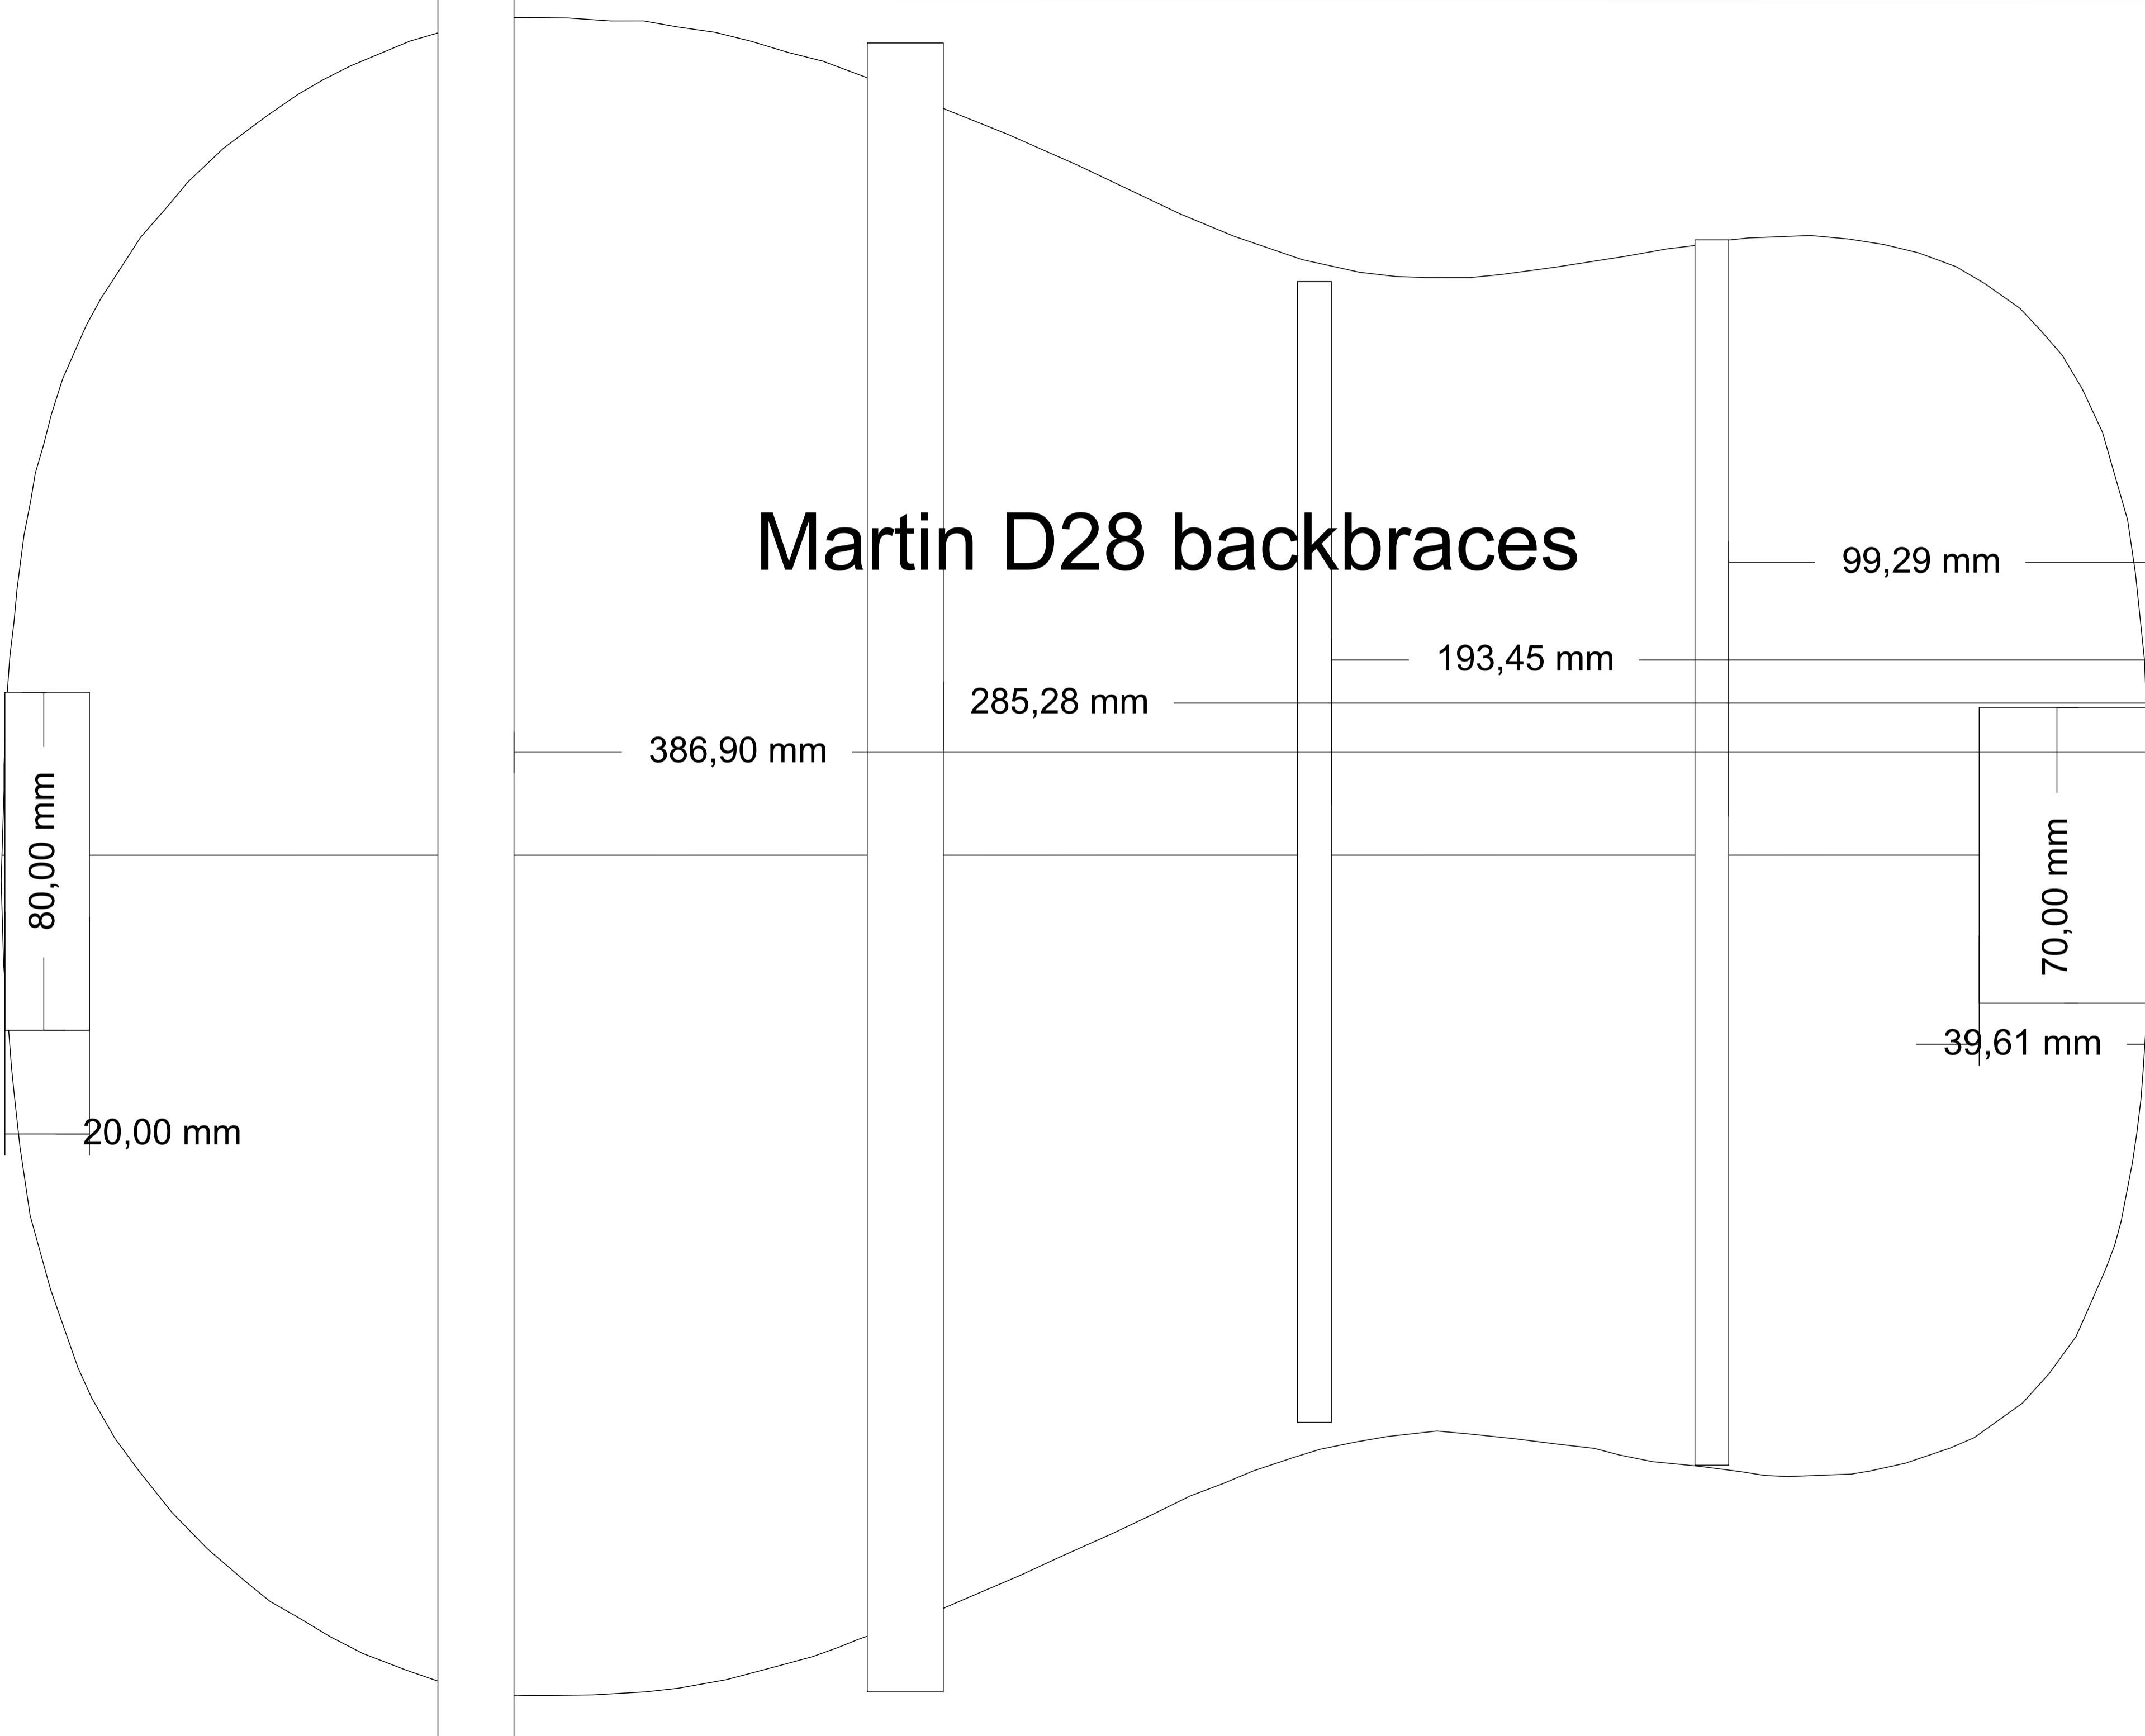 Martin D28 backbraces
99,29 mm
193,45 mm
285,28 mm
386,90 mm
80,00 mm
70,00 mm
39,61 mm
20,00 mm